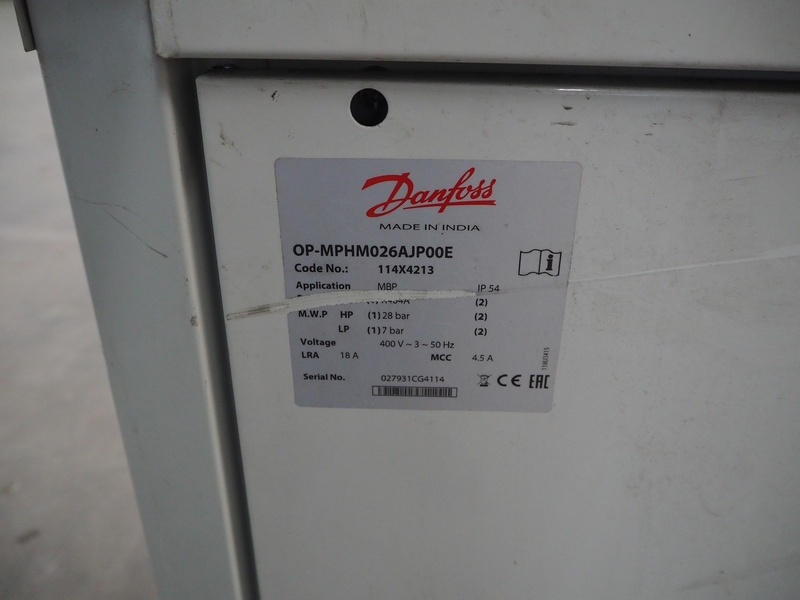 Danfoss
MADE IN INDIA
OP-MPHM026AJP00E
Code No.: 114X4213
Application MBP IP 54
R454A (2)
M.W.P HP (1) 28 bar (2)
LP (1) 7 bar (2)
Voltage 400 V ~ 3 ~ 50 Hz
LRA 18 A MCC 4.5 A
Serial No. 027931CG4114
CE EAC